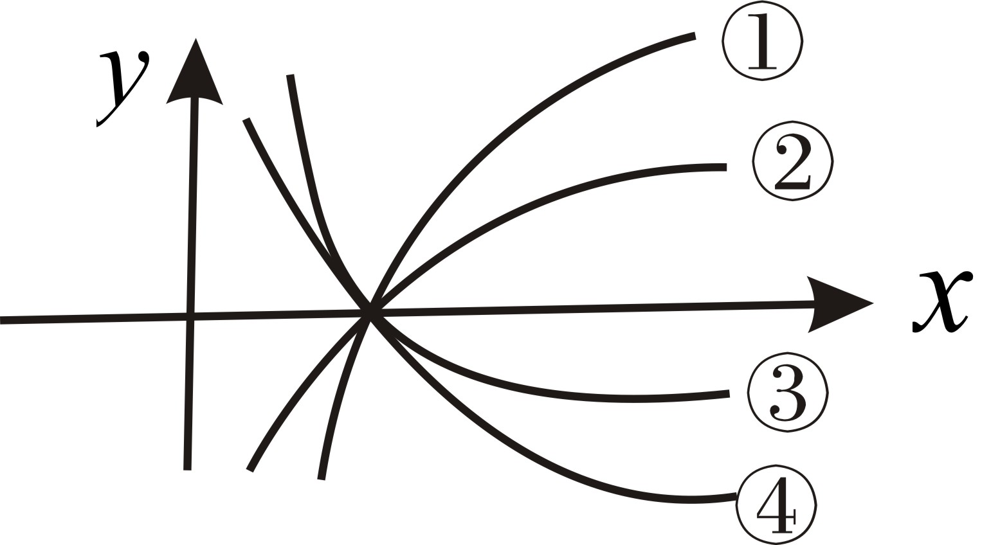 y
①
②
x
③
④